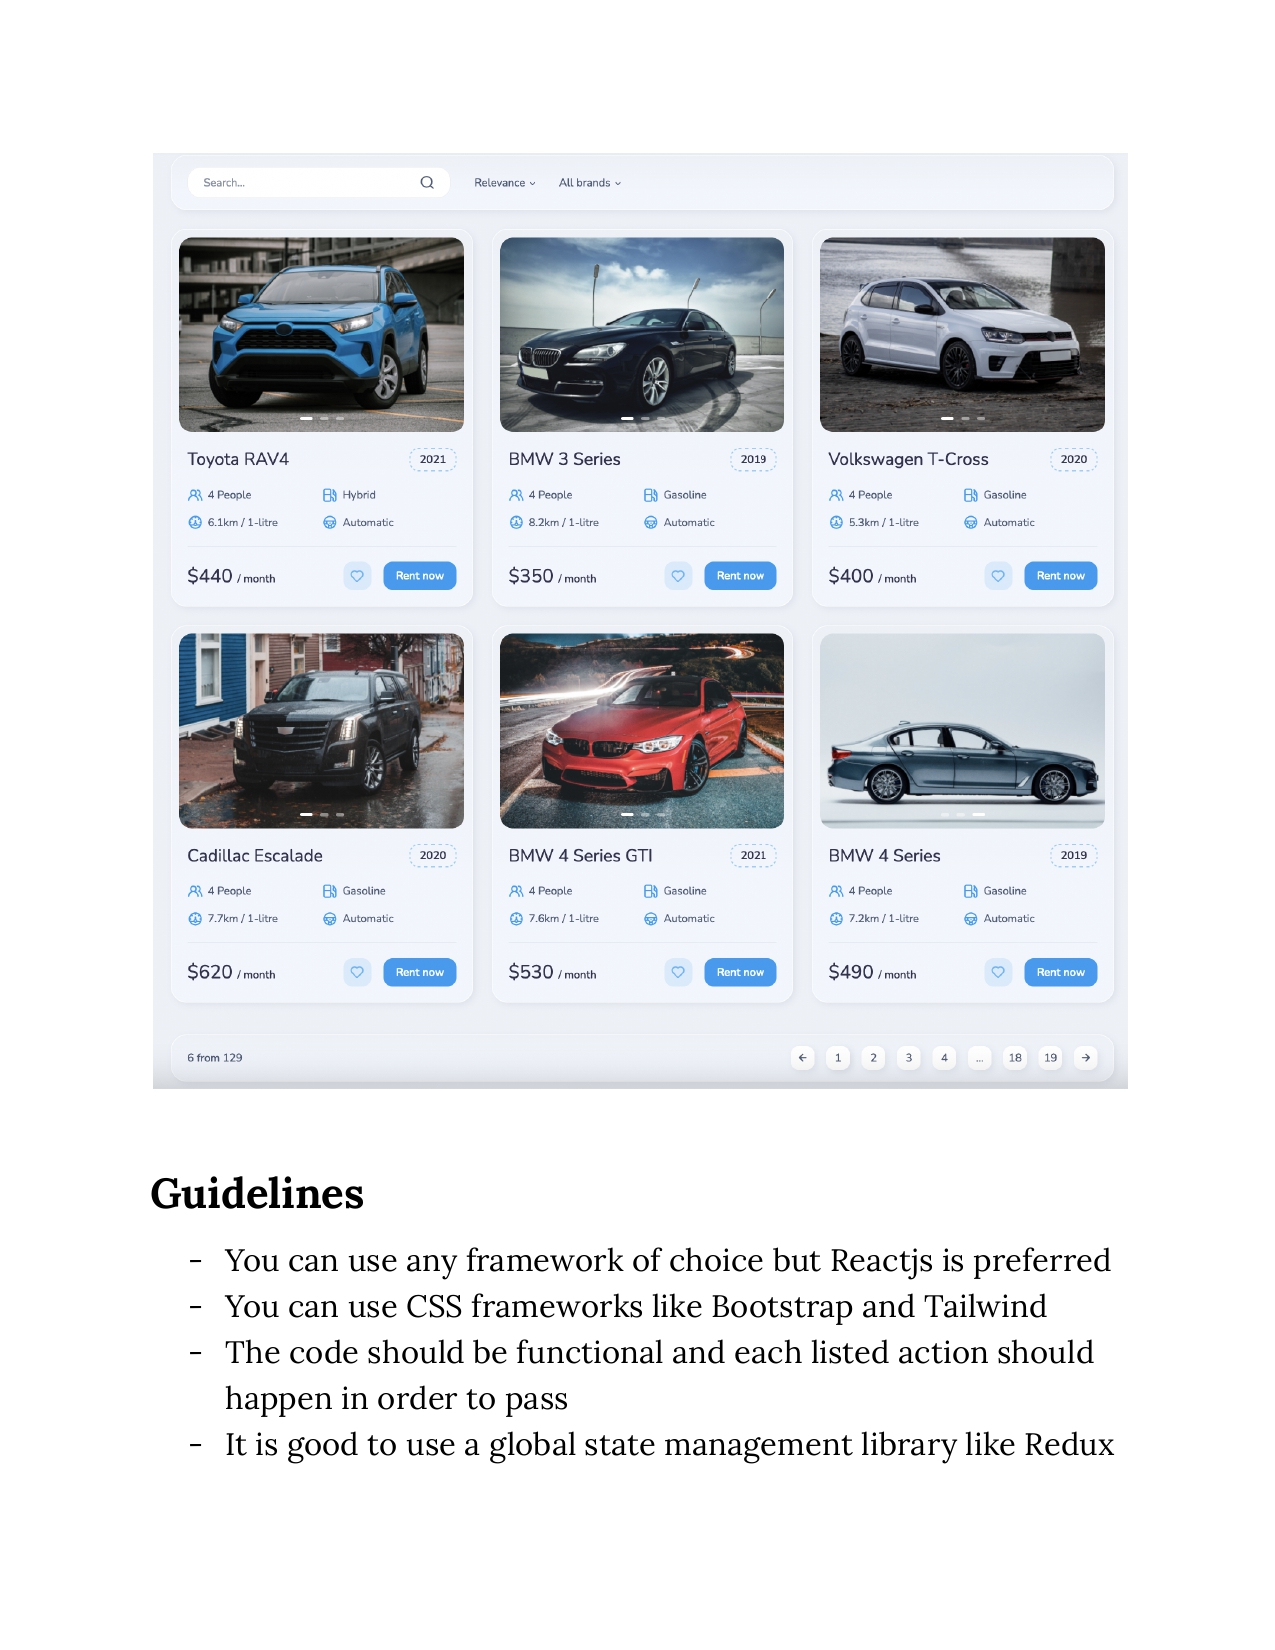 Search...
Relevance
All brands
Toyota RAV4 2021
4 People Hybrid
6.1km / 1-litre Automatic
$440 / month Rent now
BMW 3 Series 2019
4 People Gasoline
8.2km / 1-litre Automatic
$350 / month Rent now
Volkswagen T-Cross 2020
4 People Gasoline
5.3km / 1-litre Automatic
$400 / month Rent now
Cadillac Escalade 2020
4 People Gasoline
7.7km / 1-litre Automatic
$620 / month Rent now
BMW 4 Series GTI 2021
4 People Gasoline
7.6km / 1-litre Automatic
$530 / month Rent now
BMW 4 Series 2019
4 People Gasoline
7.2km / 1-litre Automatic
$490 / month Rent now
6 from 129 1 2 3 4 ... 18 19
Guidelines
- You can use any framework of choice but Reactjs is preferred
- You can use CSS frameworks like Bootstrap and Tailwind
- The code should be functional and each listed action should
happen in order to pass
- It is good to use a global state management library like Redux